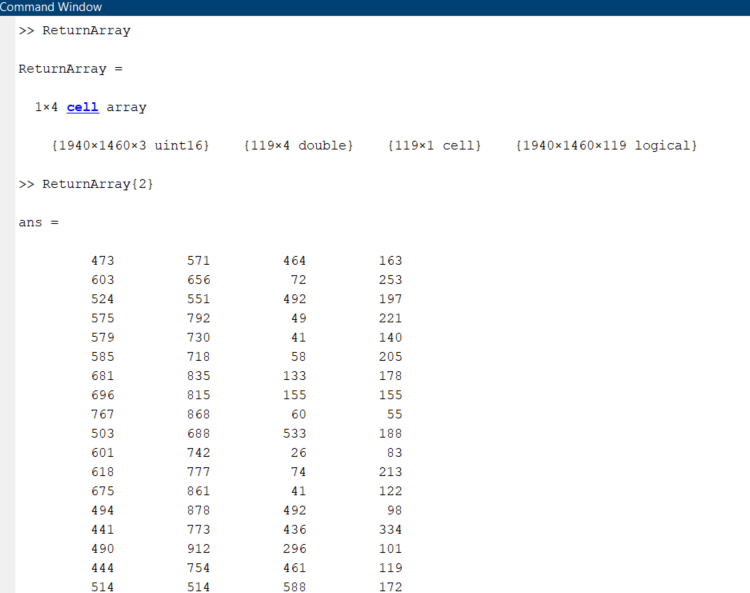 Command Window
>> ReturnArray
ReturnArray =
1×4 cell array
{1940×1460×3 uint16} {119×4 double} {119×1 cell} {1940×1460×119 logical}
>> ReturnArray{2}
ans =
473 571 464 163
603 656 72 253
524 551 492 197
575 792 49 221
579 730 41 140
585 718 58 205
681 835 133 178
696 815 155 155
767 868 60 55
503 688 533 188
601 742 26 83
618 777 74 213
675 861 41 122
494 878 492 98
441 773 436 334
490 912 296 101
444 754 461 119
514 514 588 172